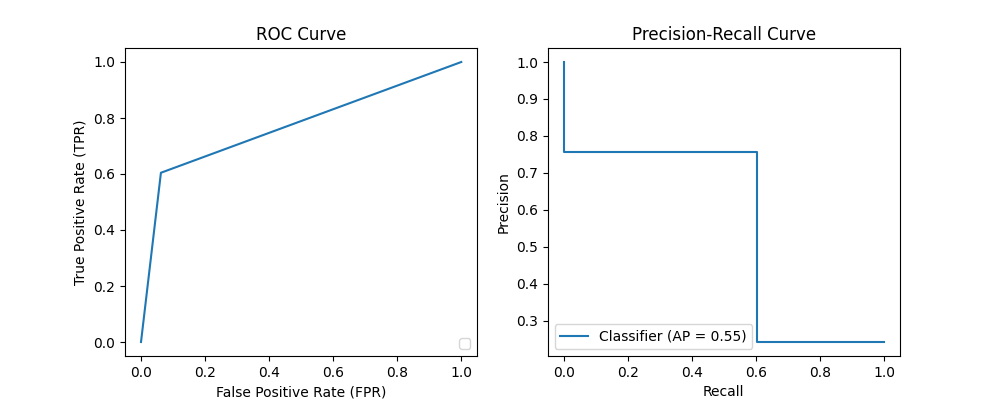 ROC Curve
1.0
0.8
0.6
0.4
0.2
0.0
True Positive Rate (TPR)
0.0 0.2 0.4 0.6 0.8 1.0
False Positive Rate (FPR)
Precision-Recall Curve
1.0
0.9
0.8
0.7
0.6
0.5
0.4
0.3
Precision
Classifier (AP = 0.55)
0.0 0.2 0.4 0.6 0.8 1.0
Recall